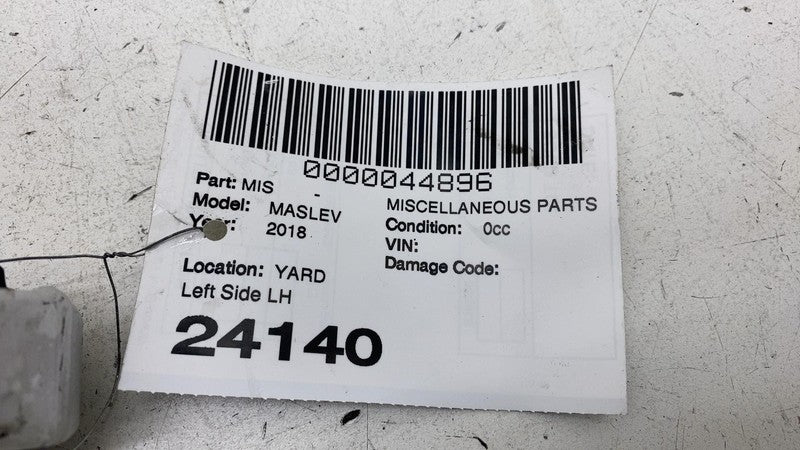 0000044896
Part: MIS -
MISCELLANEOUS PARTS
Model: MASLEV
Condition: 0cc
Year: 2018
VIN:
Damage Code:
Location: YARD
Left Side LH
24140